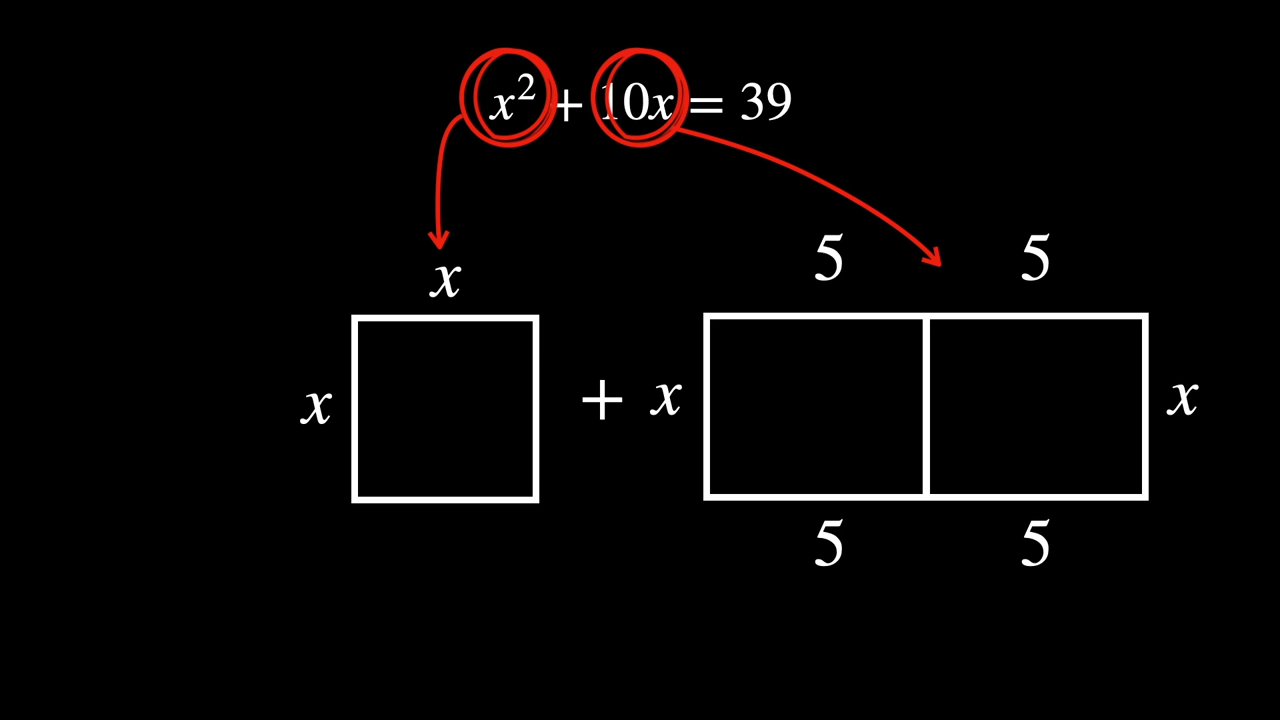 x² + 10x = 39
5 5
x
x + x x
5 5